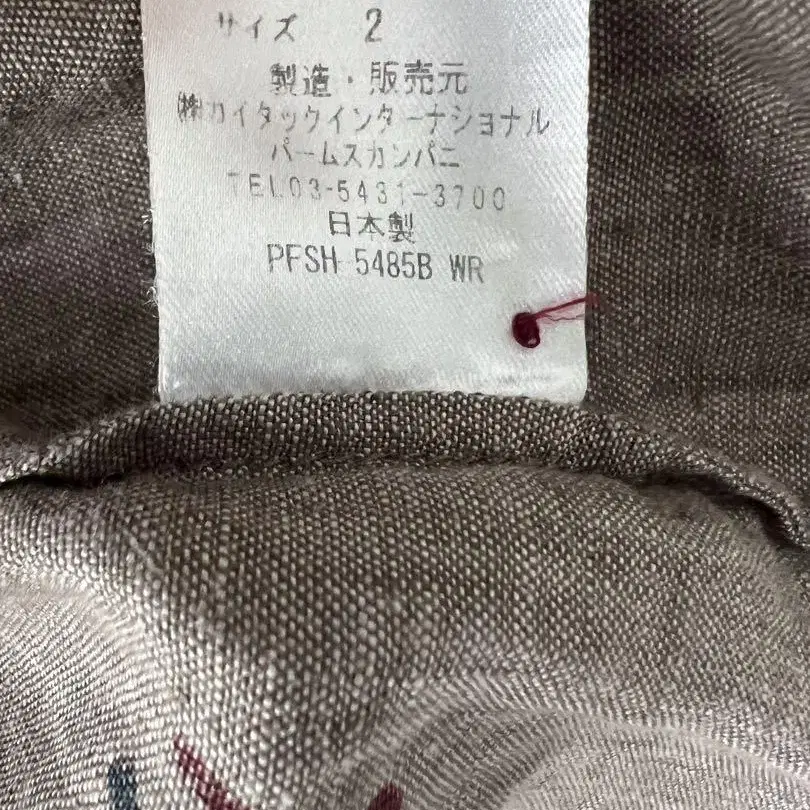 サイズ 2
製造・販売元
㈱カイタックインターナショナル
パームスカンパニ
TEL03-5431-3700
日本製
PFSH 5485B WR